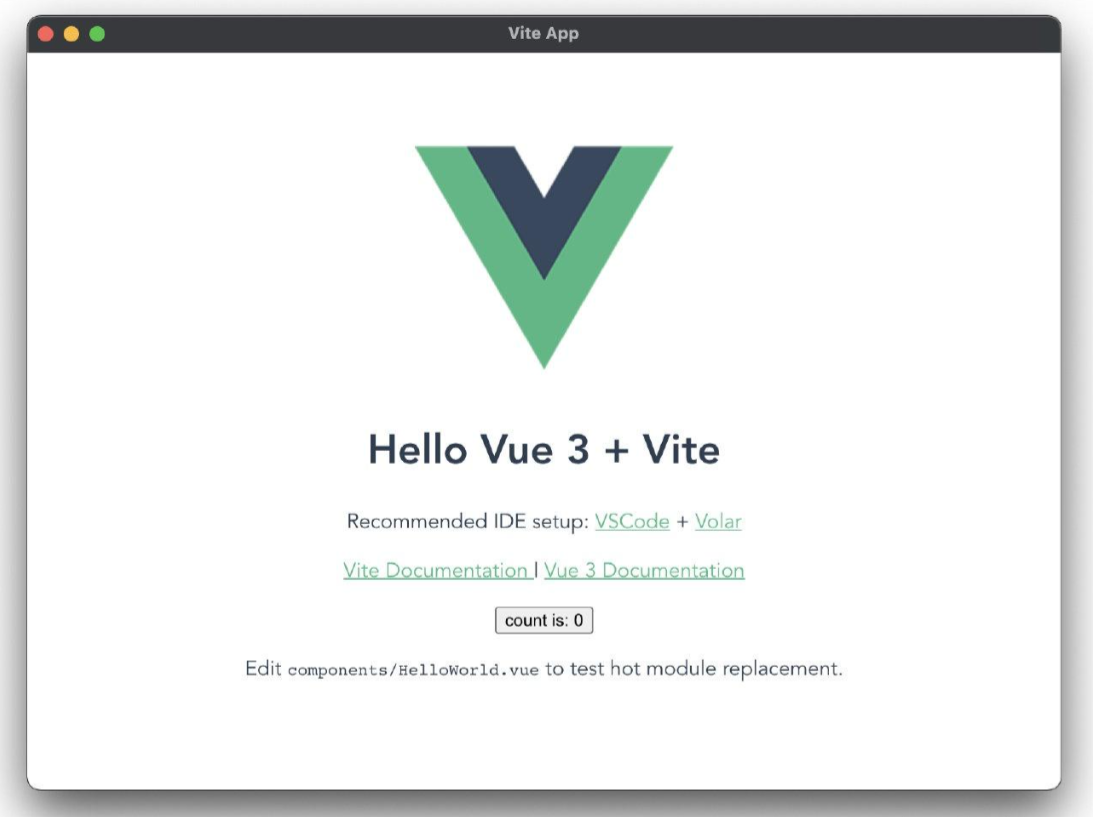 Vite App
Hello Vue 3 + Vite
Recommended IDE setup: VSCode + Volar
Vite Documentation | Vue 3 Documentation
count is: 0
Edit components/HelloWorld.vue to test hot module replacement.